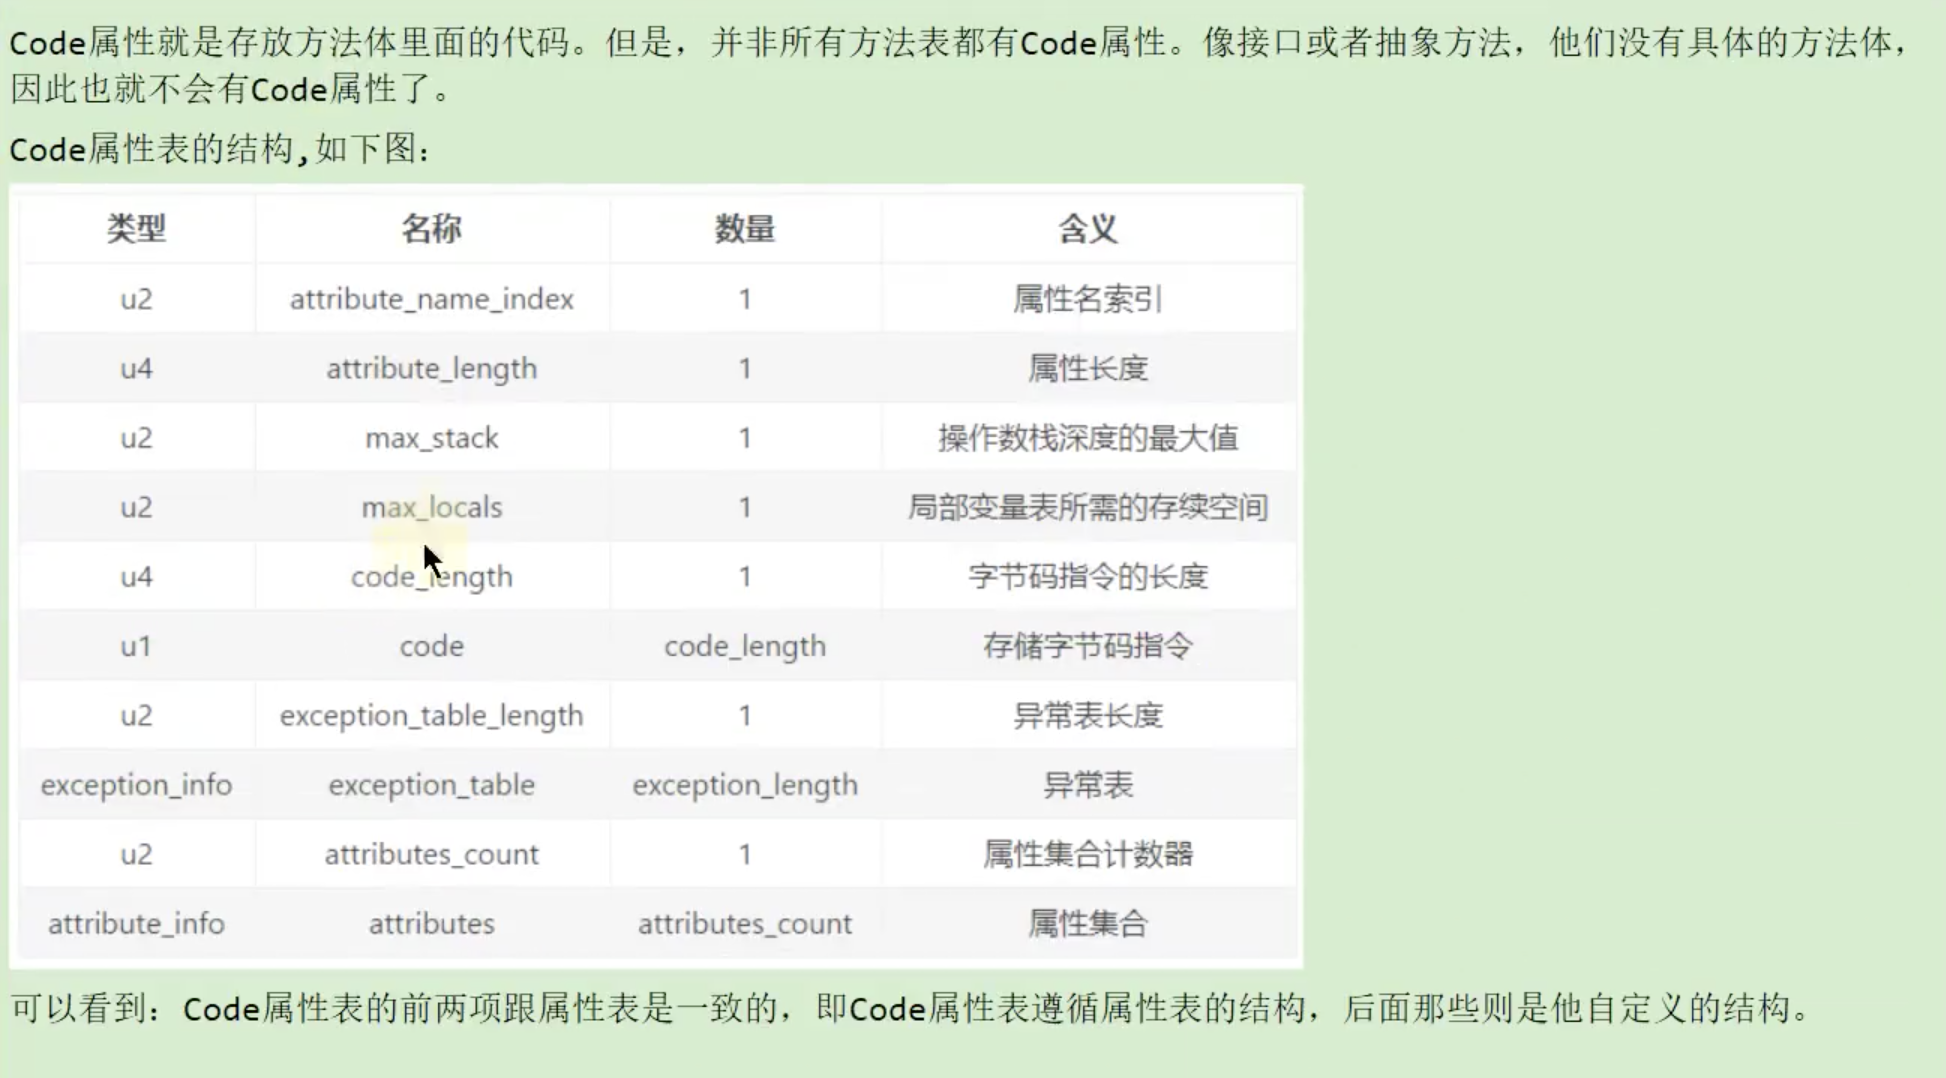 Code属性就是存放方法体里面的代码。但是，并非所有方法表都有Code属性。像接口或者抽象方法，他们没有具体的方法体，
因此也就不会有Code属性了。
Code属性表的结构,如下图：
类型 名称 数量 含义
u2 attribute_name_index 1 属性名索引
u4 attribute_length 1 属性长度
u2 max_stack 1 操作数栈深度的最大值
u2 max_locals 1 局部变量表所需的存续空间
u4 code_length 1 字节码指令的长度
u1 code code_length 存储字节码指令
u2 exception_table_length 1 异常表长度
exception_info exception_table exception_length 异常表
u2 attributes_count 1 属性集合计数器
attribute_info attributes attributes_count 属性集合
可以看到：Code属性表的前两项跟属性表是一致的，即Code属性表遵循属性表的结构，后面那些则是他自定义的结构。